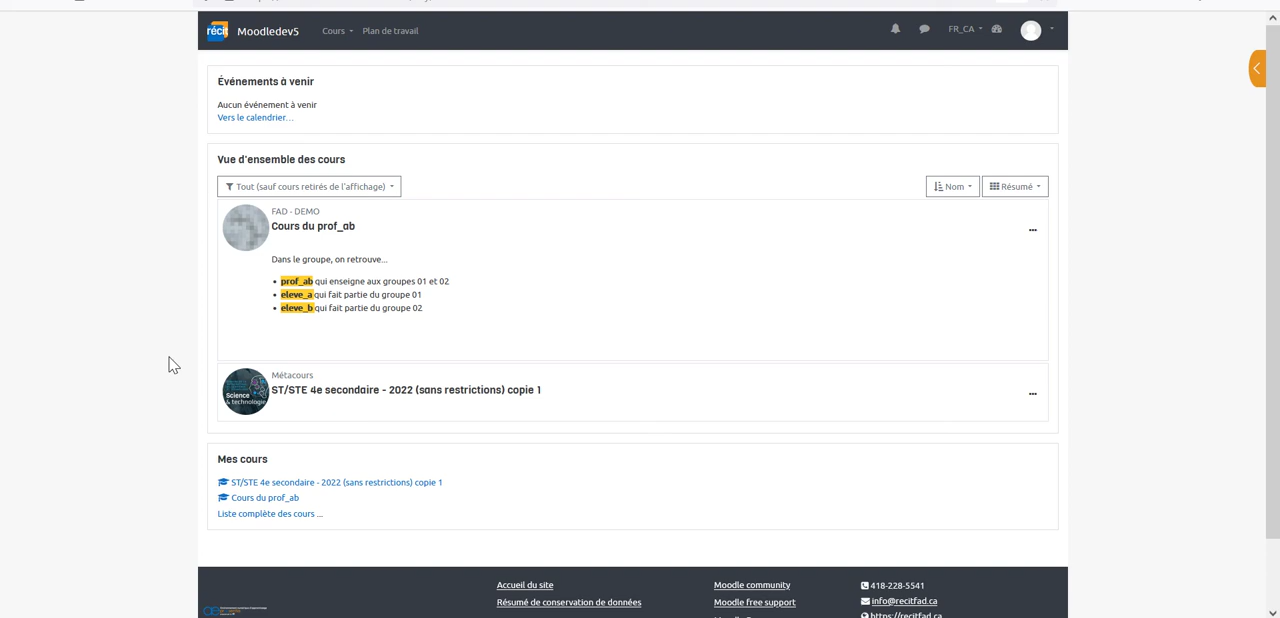 récit Moodledev5 Cours Plan de travail FR_CA
Événements à venir
Aucun événement à venir
Vers le calendrier...
Vue d'ensemble des cours
Tout (sauf cours retirés de l'affichage) Nom Résumé
FAD - DEMO
Cours du prof_ab
Dans le groupe, on retrouve...
• prof_ab qui enseigne aux groupes 01 et 02
• eleve_a qui fait partie du groupe 01
• eleve_b qui fait partie du groupe 02
Métacours
ST/STE 4e secondaire - 2022 (sans restrictions) copie 1
Science
& technologie
Mes cours
ST/STE 4e secondaire - 2022 (sans restrictions) copie 1
Cours du prof_ab
Liste complète des cours ...
Accueil du site Moodle community 418-228-5541
Résumé de conservation de données Moodle free support info@recitfad.ca
https://recitfad.ca